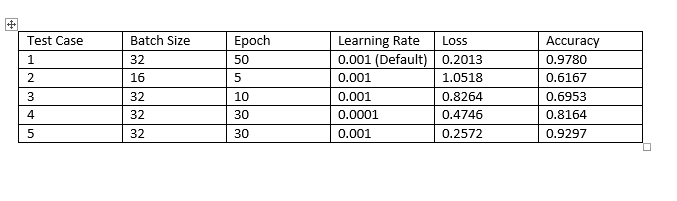 Test Case Batch Size Epoch Learning Rate Loss Accuracy
1 32 50 0.001 (Default) 0.2013 0.9780
2 16 5 0.001 1.0518 0.6167
3 32 10 0.001 0.8264 0.6953
4 32 30 0.0001 0.4746 0.8164
5 32 30 0.001 0.2572 0.9297